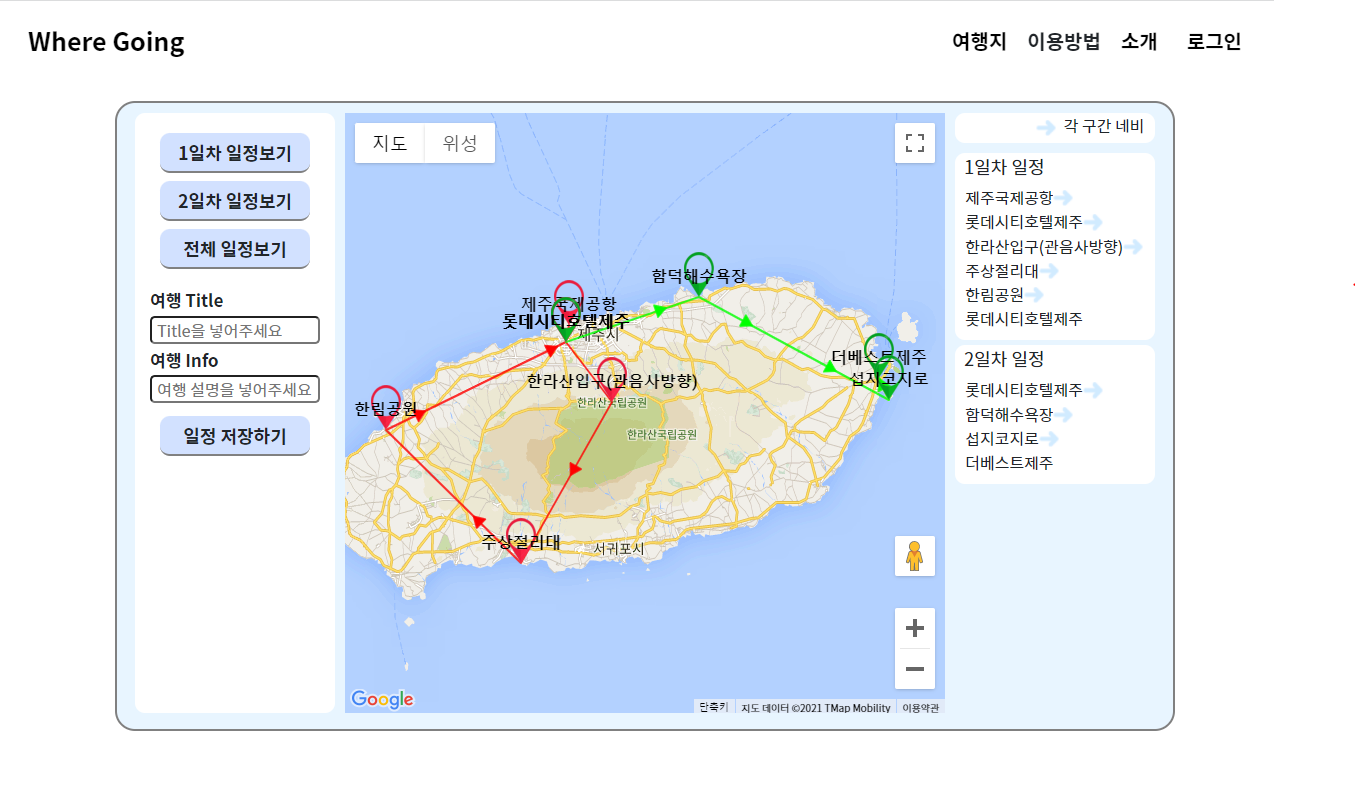 Where Going
여행지 이용방법 소개 로그인
1일차 일정보기
2일차 일정보기
전체 일정보기
여행 Title
Title을 넣어주세요
여행 Info
여행 설명을 넣어주세요
일정 저장하기
지도 위성
함덕해수욕장
제주국제공항
롯데시티호텔제주
제주시
더베스트제주
섭지코지로
한라산입구(관음사방향)
한라산국립공원
한림공원
한라산국립공원
주상절리대
서귀포시
Google
단축키 지도 데이터 ©2021 TMap Mobility 이용약관
각 구간 네비
1일차 일정
제주국제공항
롯데시티호텔제주
한라산입구(관음사방향)
주상절리대
한림공원
롯데시티호텔제주
2일차 일정
롯데시티호텔제주
함덕해수욕장
섭지코지로
더베스트제주